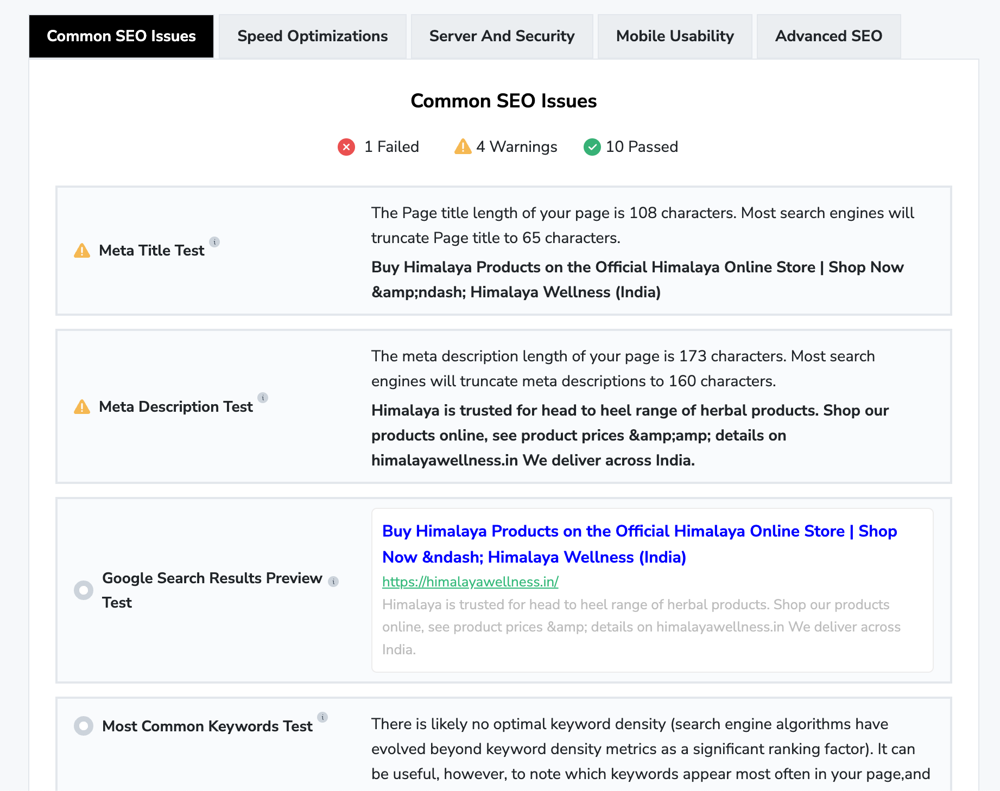 Common SEO Issues
Speed Optimizations
Server And Security
Mobile Usability
Advanced SEO
Common SEO Issues
1 Failed
4 Warnings
10 Passed
Meta Title Test
The Page title length of your page is 108 characters. Most search engines will
truncate Page title to 65 characters.
Buy Himalaya Products on the Official Himalaya Online Store | Shop Now
&amp;ndash; Himalaya Wellness (India)
Meta Description Test
The meta description length of your page is 173 characters. Most search
engines will truncate meta descriptions to 160 characters.
Himalaya is trusted for head to heel range of herbal products. Shop our
products online, see product prices &amp;amp; details on
himalayawellness.in We deliver across India.
Google Search Results Preview
Test
Buy Himalaya Products on the Official Himalaya Online Store | Shop
Now &ndash; Himalaya Wellness (India)
https://himalayawellness.in/
Himalaya is trusted for head to heel range of herbal products. Shop our products
online, see product prices &amp; details on himalayawellness.in We deliver across
India.
Most Common Keywords Test
There is likely no optimal keyword density (search engine algorithms have
evolved beyond keyword density metrics as a significant ranking factor). It can
be useful, however, to note which keywords appear most often in your page,and